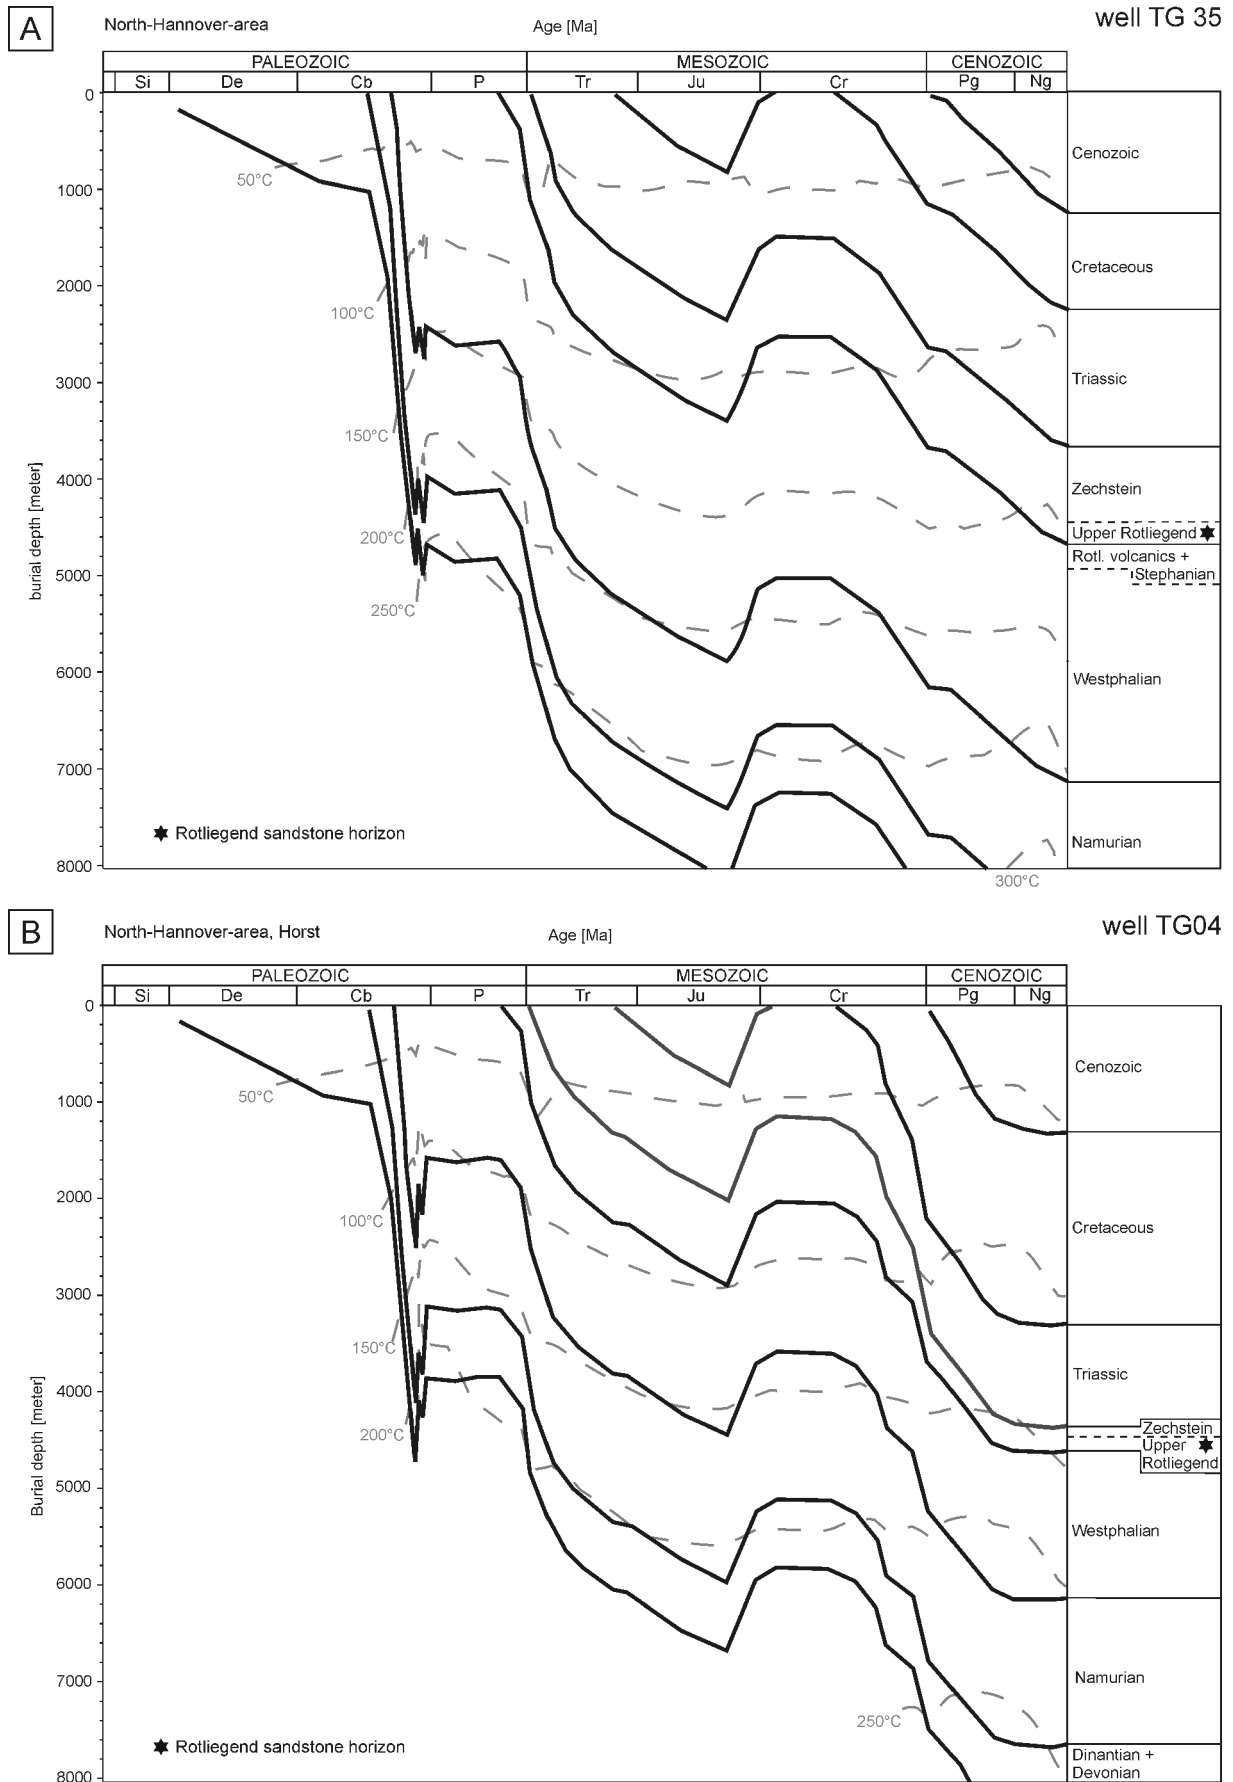 A
North-Hannover-area
Age [Ma]
well TG 35
PALEOZOIC
MESOZOIC
CENOZOIC
Si
De
Cb
P
Tr
Ju
Cr
Pg
Ng
0
1000
2000
3000
4000
5000
6000
7000
8000
burial depth [meter]
50°C
100°C
150°C
200°C
250°C
300°C
Cenozoic
Cretaceous
Triassic
Zechstein
Upper Rotliegend
Rotl. volcanics +
Stephanian
Westphalian
Namurian
Rotliegend sandstone horizon
B
North-Hannover-area, Horst
Age [Ma]
well TG04
PALEOZOIC
MESOZOIC
CENOZOIC
Si
De
Cb
P
Tr
Ju
Cr
Pg
Ng
0
1000
2000
3000
4000
5000
6000
7000
8000
Burial depth [meter]
50°C
100°C
150°C
200°C
250°C
Cenozoic
Cretaceous
Triassic
Zechstein
Upper
Rotliegend
Westphalian
Namurian
Dinantian +
Devonian
Rotliegend sandstone horizon